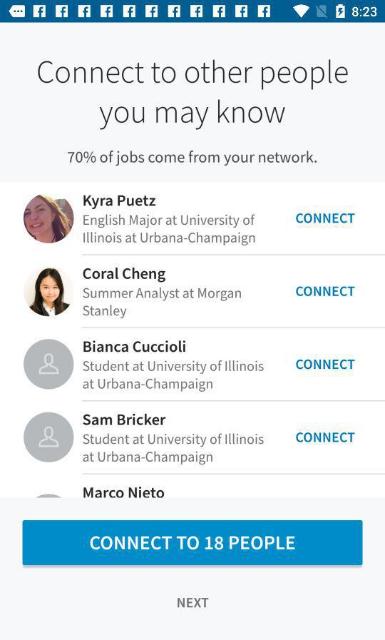 8:23
Connect to other people
you may know
70% of jobs come from your network.
Kyra Puetz
English Major at University of
Illinois at Urbana-Champaign
CONNECT
Coral Cheng
Summer Analyst at Morgan
Stanley
CONNECT
Bianca Cuccioli
Student at University of Illinois
at Urbana-Champaign
CONNECT
Sam Bricker
Student at University of Illinois
at Urbana-Champaign
CONNECT
Marco Nieto
CONNECT TO 18 PEOPLE
NEXT